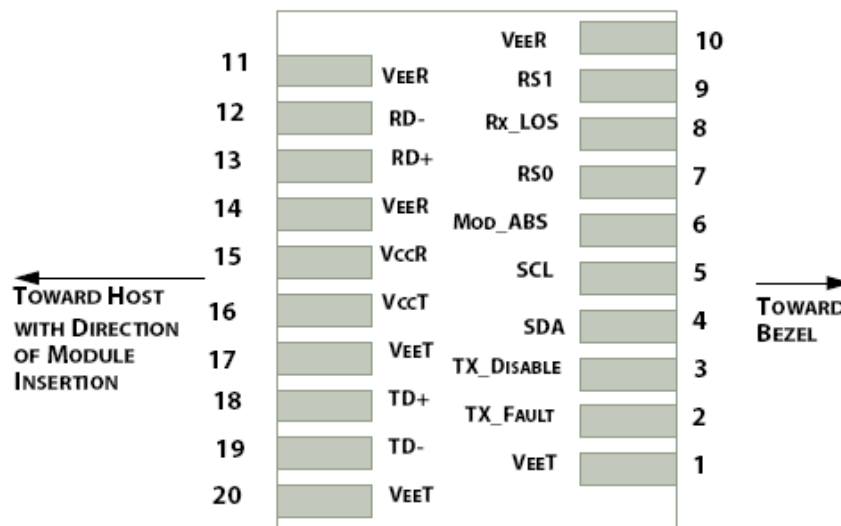 11 VEER
12 RD-
13 RD+
14 VEER
15 VCCR
16 VCCT
17 VEET
18 TD+
19 TD-
20 VEET
VEER 10
RS1 9
RX_LOS 8
RS0 7
MOD_ABS 6
SCL 5
SDA 4
TX_DISABLE 3
TX_FAULT 2
VEET 1
TOWARD HOST
WITH DIRECTION
OF MODULE
INSERTION
TOWARD
BEZEL